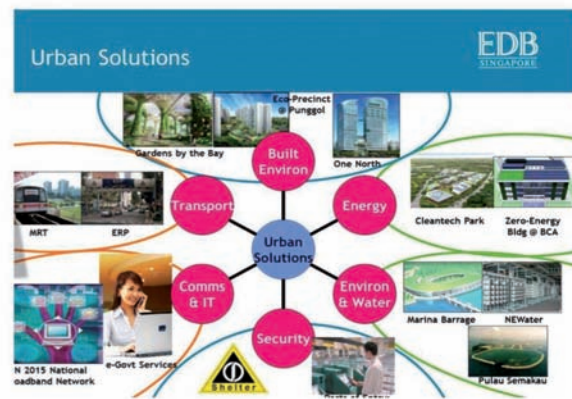 Urban Solutions
EDB
SINGAPORE
Eco-Precinct
@ Punggol
Gardens by the Bay
Built
Environ
One North
Transport
Energy
MRT
ERP
Cleantech Park
Zero-Energy
Bldg @ BCA
Urban
Solutions
Comms
& IT
Environ
& Water
Marina Barrage
NEWater
Security
N 2015 National
oadband Network
e-Govt Services
Shelter
Pulau Semakau